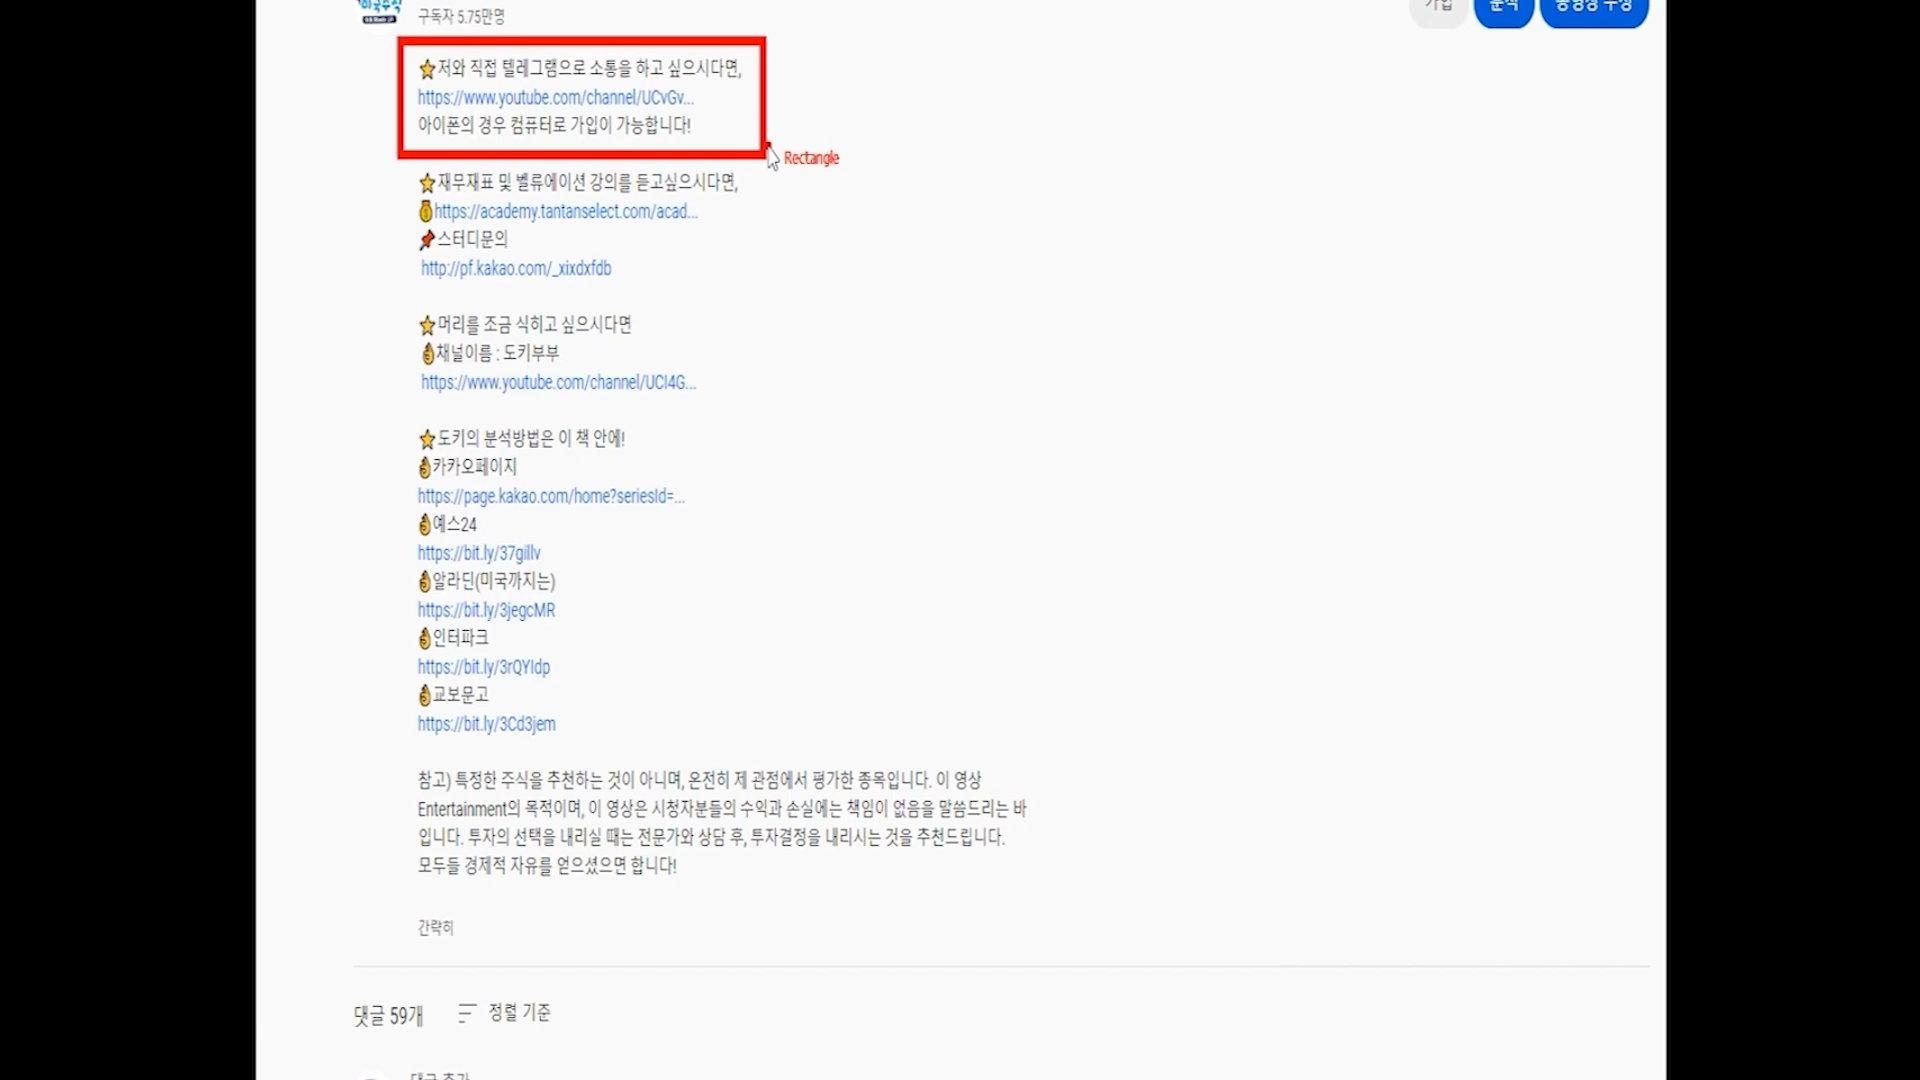 미국주식
구독자 5.75만명
가입
분석
동영상 수정
⭐저와 직접 텔레그램으로 소통을 하고 싶으시다면,
https://www.youtube.com/channel/UCvGv...
아이폰의 경우 컴퓨터로 가입이 가능합니다!
Rectangle
⭐재무재표 및 벨류에이션 강의를 듣고싶으시다면,
💰https://academy.tantanselect.com/acad...
📌스터디문의
http://pf.kakao.com/_xixdxfdb
⭐머리를 조금 식히고 싶으시다면
👌채널이름 : 도키부부
https://www.youtube.com/channel/UCI4G...
⭐도키의 분석방법은 이 책 안에!
👌카카오페이지
https://page.kakao.com/home?seriesId=...
👌예스24
https://bit.ly/37gillv
👌알라딘(미국까지는)
https://bit.ly/3jegcMR
👌인터파크
https://bit.ly/3rQYIdp
👌교보문고
https://bit.ly/3Cd3jem
참고) 특정한 주식을 추천하는 것이 아니며, 온전히 제 관점에서 평가한 종목입니다. 이 영상
Entertainment의 목적이며, 이 영상은 시청자분들의 수익과 손실에는 책임이 없음을 말씀드리는 바
입니다. 투자의 선택을 내리실 때는 전문가와 상담 후, 투자결정을 내리시는 것을 추천드립니다.
모두들 경제적 자유를 얻으셨으면 합니다!
간략히
댓글 59개
정렬 기준
댓글 추가